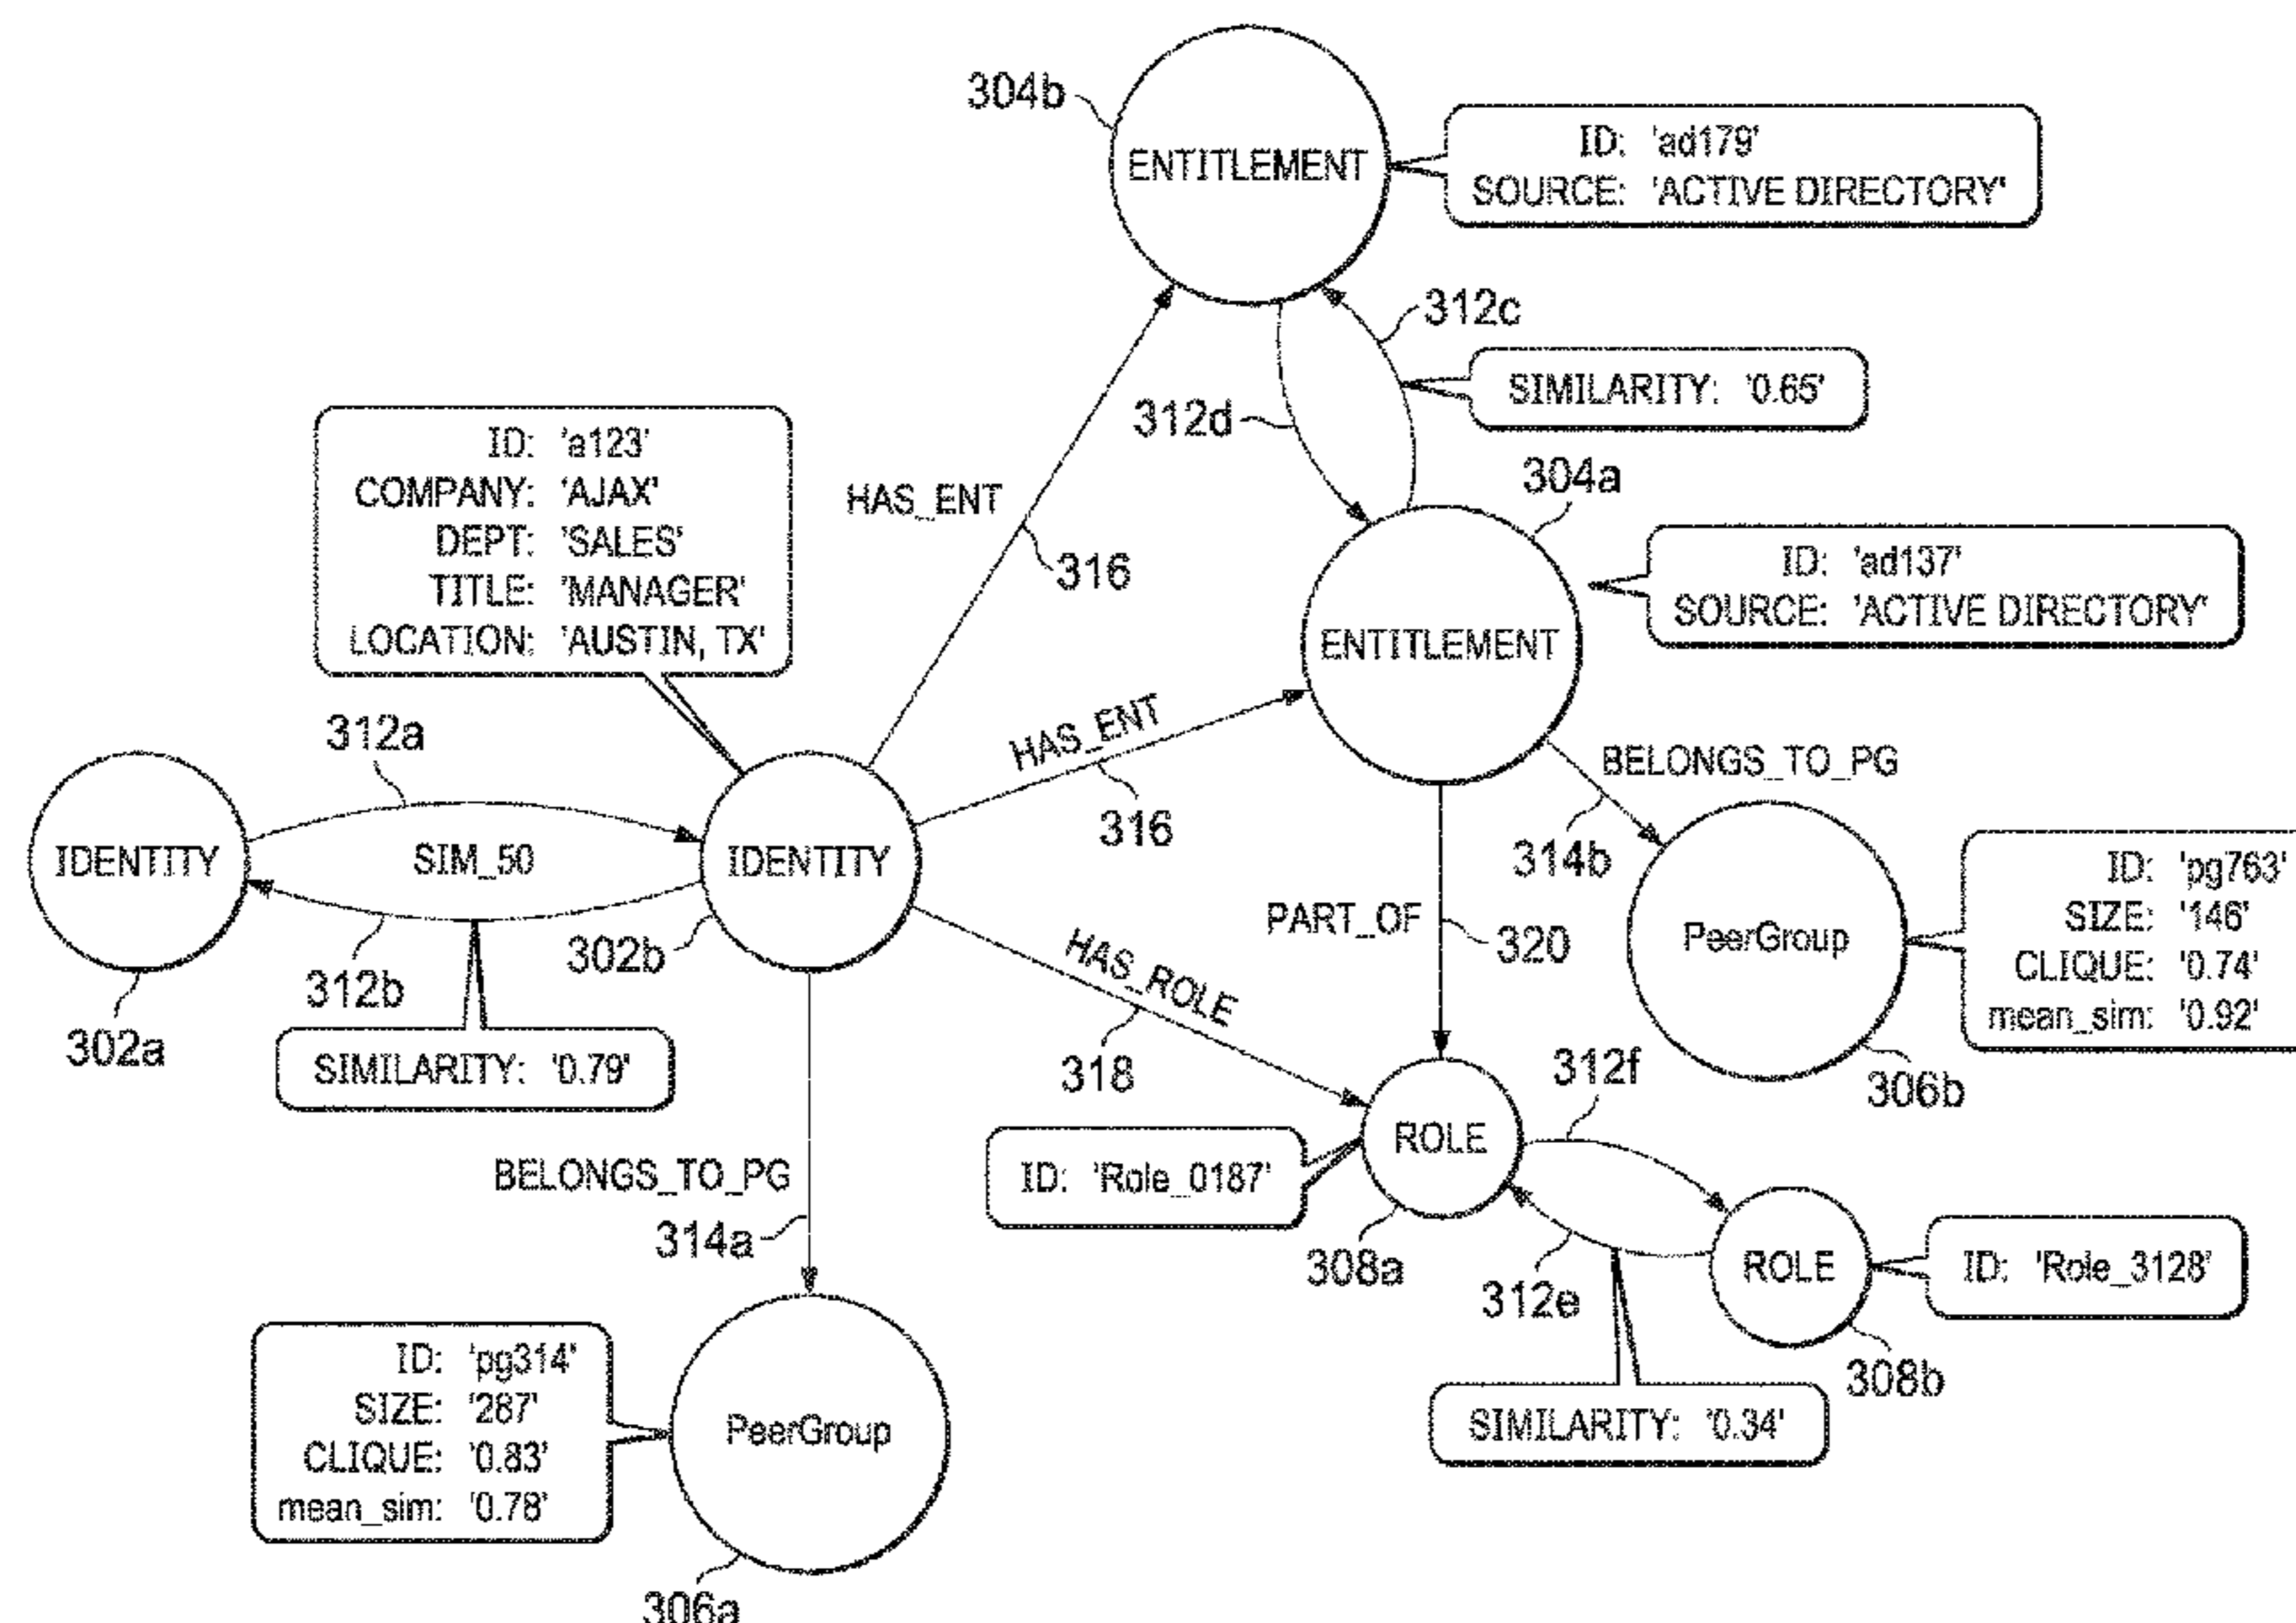 304b
ENTITLEMENT
ID: 'ad179'
SOURCE: 'ACTIVE DIRECTORY'
312c
SIMILARITY: '0.65'
312d
304a
ID: 'a123'
COMPANY: 'AJAX'
DEPT: 'SALES'
TITLE: 'MANAGER'
LOCATION: 'AUSTIN, TX'
HAS_ENT
316
ENTITLEMENT
ID: 'ad137'
SOURCE: 'ACTIVE DIRECTORY'
312a
HAS_ENT
316
BELONGS_TO_PG
314b
IDENTITY
SIM_50
IDENTITY
302b
312b
302a
SIMILARITY: '0.79'
PART_OF
320
PeerGroup
ID: 'pg763'
SIZE: '146'
CLIQUE: '0.74'
mean_sim: '0.92'
306b
HAS_ROLE
318
312f
ROLE
ID: 'Role_0187'
308a
BELONGS_TO_PG
314a
312e
ROLE
ID: 'Role_3128'
308b
SIMILARITY: '0.34'
ID: 'pg314'
SIZE: '287'
CLIQUE: '0.83'
mean_sim: '0.78'
PeerGroup
306a